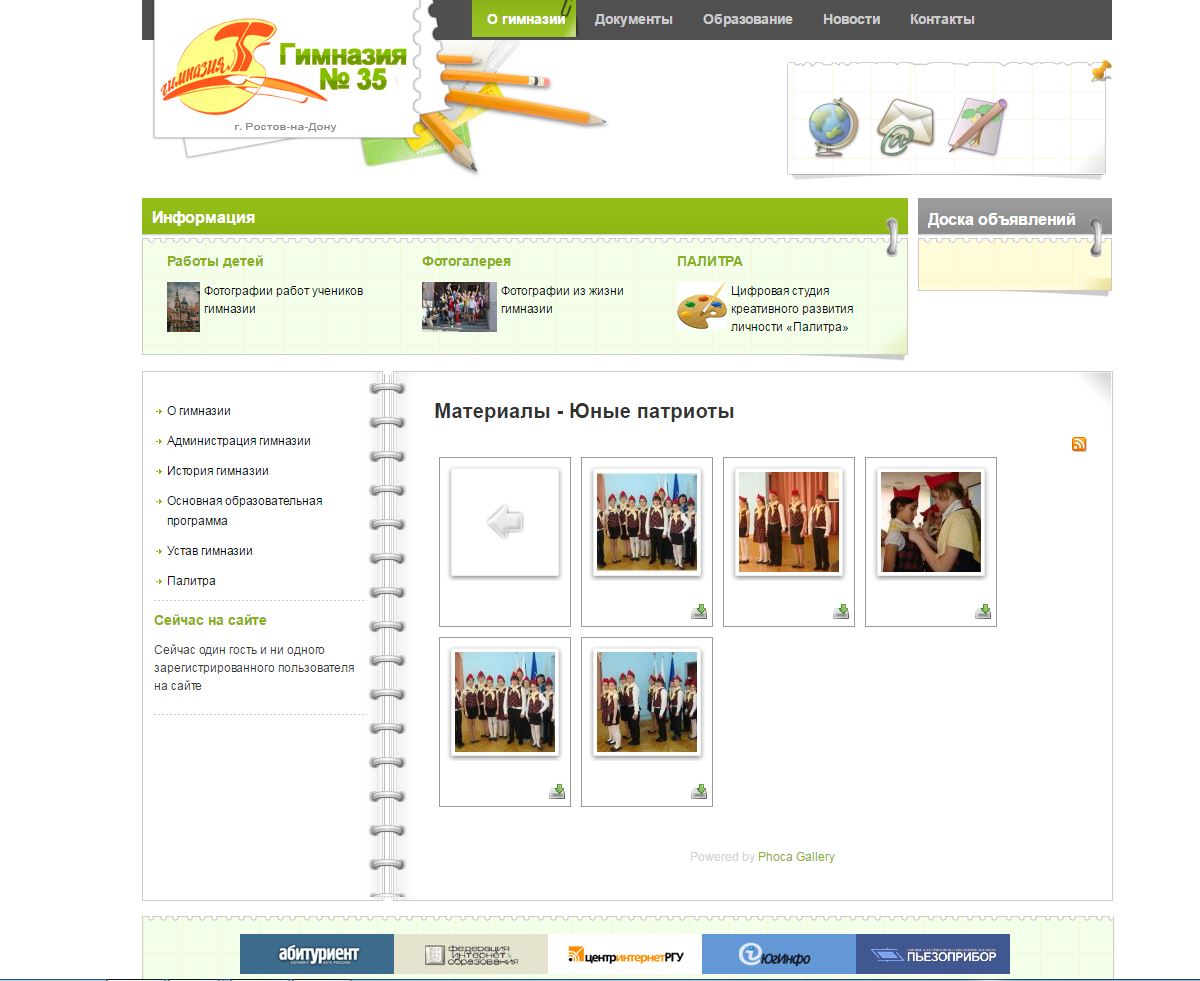 О гимназии
Документы
Образование
Новости
Контакты
гимназия
Гимназия
№ 35
г. Ростов-на-Дону
Информация
Доска объявлений
Работы детей
Фотографии работ учеников
гимназии
Фотогалерея
Фотографии из жизни
гимназии
ПАЛИТРА
Цифровая студия
креативного развития
личности «Палитра»
О гимназии
Администрация гимназии
История гимназии
Основная образовательная
программа
Устав гимназии
Палитра
Сейчас на сайте
Сейчас один гость и ни одного
зарегистрированного пользователя
на сайте
Материалы - Юные патриоты
Powered by Phoca Gallery
абитуриент
федерация
интернет
образования
центринтернетРГУ
ЮгИнфо
ПЬЕЗОПРИБОР